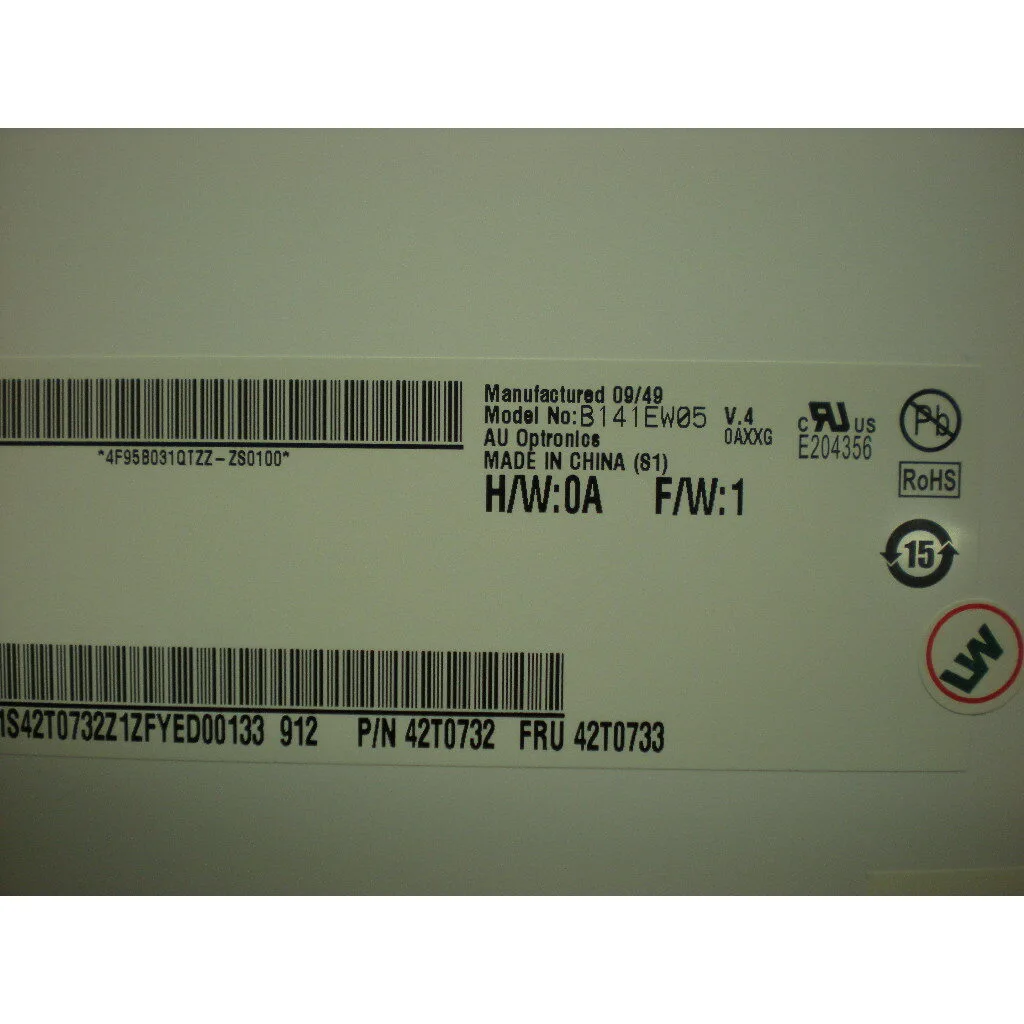 Manufactured 09/49
Model No:B141EW05 V.4
AU Optronics 0AXXG
MADE IN CHINA (S1)
H/W:0A F/W:1
*4F95B031QTZZ-ZS0100*
c RU US
E204356
Pb
RoHS
15
LW
1S42T0732Z1ZFYED00133 912 P/N 42T0732 FRU 42T0733